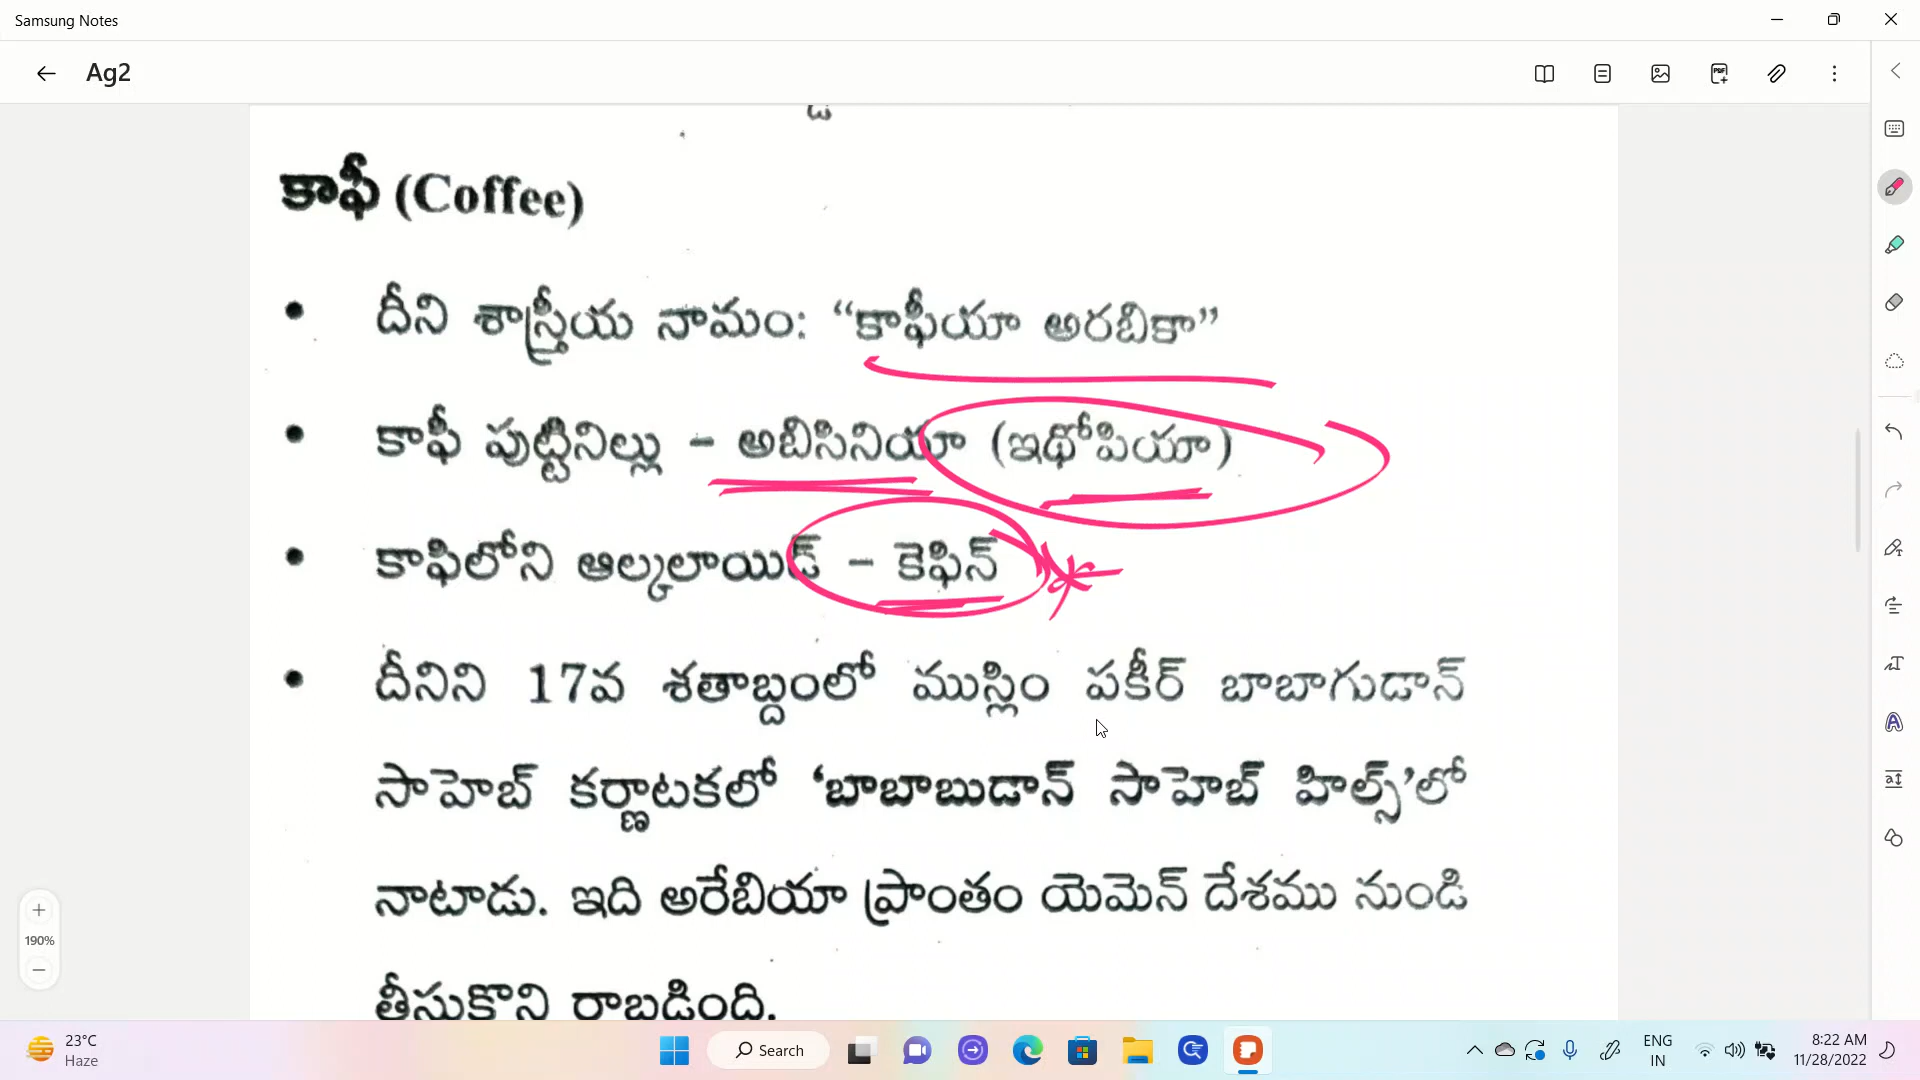 Samsung Notes
Ag2
కాఫీ (Coffee)
• దీని శాస్త్రీయ నామం: “కాఫీయా అరబికా”
• కాఫీ పుట్టినిల్లు – అబిసినియా (ఇథోపియా)
• కాఫిలోని ఆల్కలాయిడ్ – కెఫిన్
• దీనిని 17వ శతాబ్దంలో ముస్లిం పకీర్ బాబాగుడాన్
సాహెబ్ కర్ణాటకలో ‘బాబాబుడాన్ సాహెబ్ హిల్స్’లో
నాటాడు. ఇది అరేబియా ప్రాంతం యెమెన్ దేశము నుండి
తీసుకొని రాబడింది.
190%
23°C
Haze
Search
ENG
IN
8:22 AM
11/28/2022